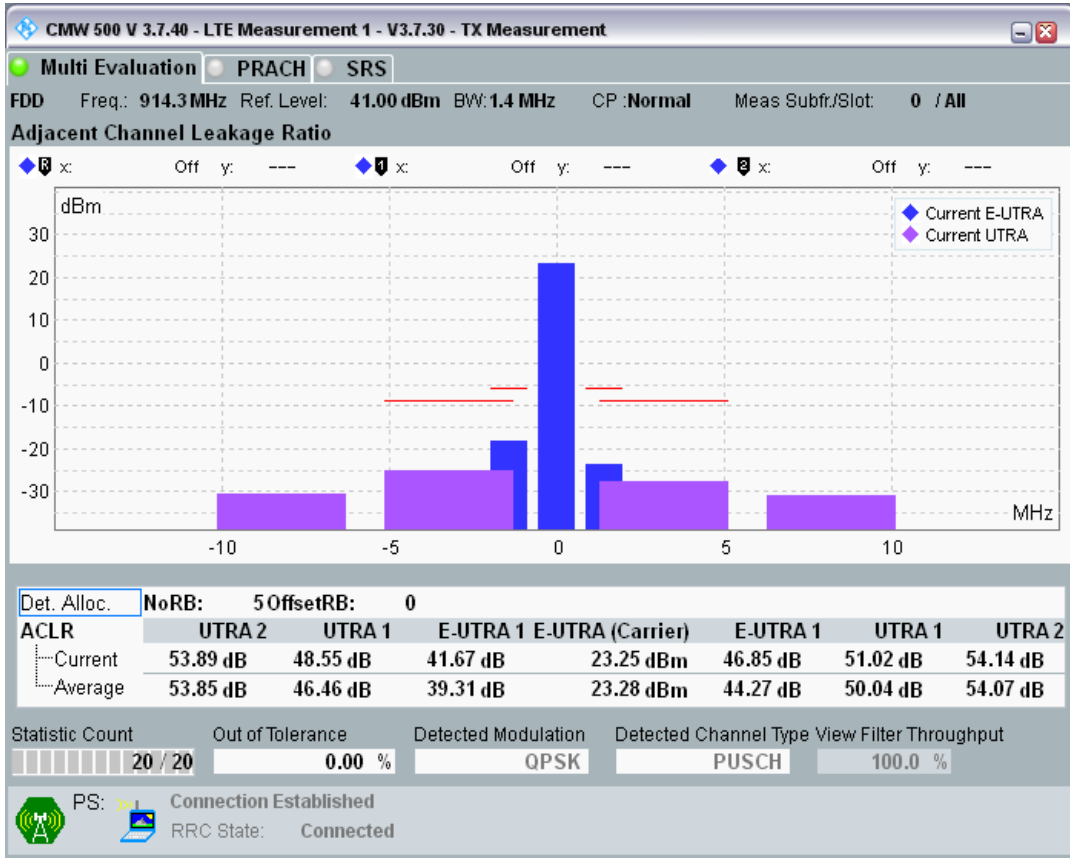 CMW 500 V 3.7.40 - LTE Measurement 1 - V3.7.30 - TX Measurement
Multi Evaluation PRACH SRS
FDD Freq.: 914.3 MHz Ref. Level: 41.00 dBm BW: 1.4 MHz CP :Normal Meas Subfr./Slot: 0 / All
Adjacent Channel Leakage Ratio
R x: Off y: --- 1 x: Off y: --- 2 x: Off y: ---
dBm
Current E-UTRA
Current UTRA
30
20
10
0
-10
-20
-30
MHz
-10 -5 0 5 10
Det. Alloc. NoRB: 5 OffsetRB: 0
ACLR UTRA 2 UTRA 1 E-UTRA 1 E-UTRA (Carrier) E-UTRA 1 UTRA 1 UTRA 2
Current 53.89 dB 48.55 dB 41.67 dB 23.25 dBm 46.85 dB 51.02 dB 54.14 dB
Average 53.85 dB 46.46 dB 39.31 dB 23.28 dBm 44.27 dB 50.04 dB 54.07 dB
Statistic Count Out of Tolerance Detected Modulation Detected Channel Type View Filter Throughput
20 / 20 0.00 % QPSK PUSCH 100.0 %
PS: Connection Established
RRC State: Connected